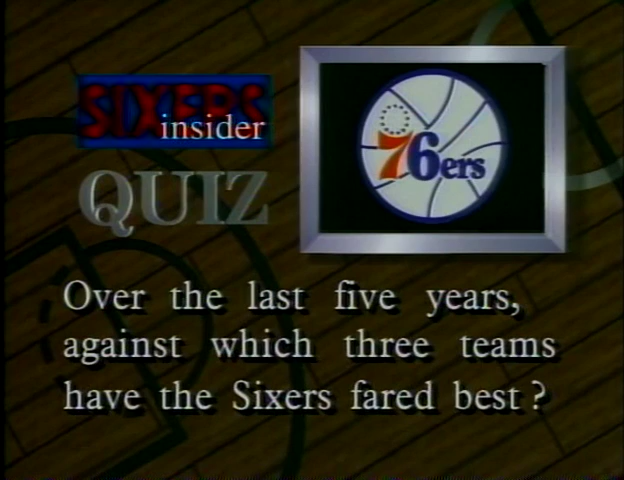 SIXERS
insider
QUIZ
76ers
Over the last five years,
against which three teams
have the Sixers fared best ?